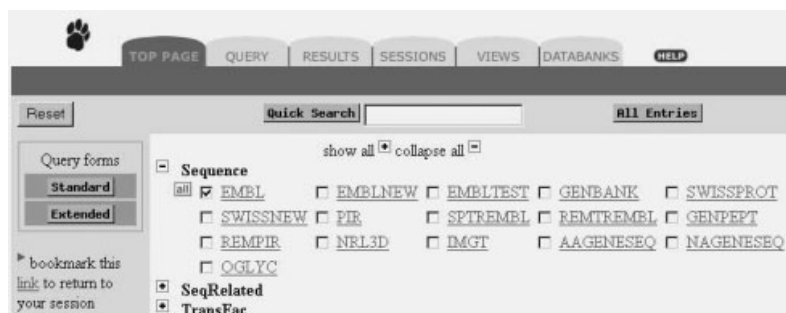 TOP PAGE QUERY RESULTS SESSIONS VIEWS DATABANKS HELP
Reset Quick Search All Entries
show all collapse all
Query forms
Standard
Extended
bookmark this
link to return to
your session
Sequence
all EMBL EMBLNEW EMBLTEST GENBANK SWISSPROT
SWISSNEW PIR SPTREMBL REMTREMBL GENPEPT
REMPIR NRL3D IMGT AAGENESEQ NAGENESEQ
OGLYC
SeqRelated
TransFac